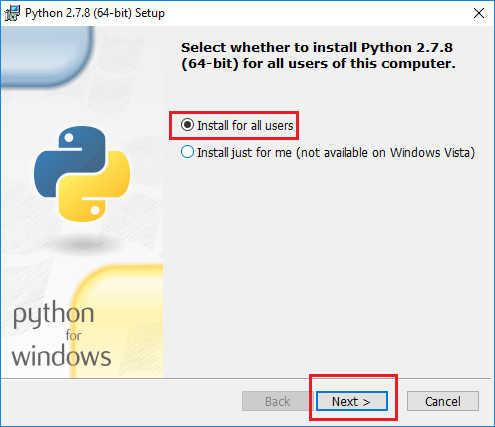 Python 2.7.8 (64-bit) Setup
Select whether to install Python 2.7.8
(64-bit) for all users of this computer.
Install for all users
Install just for me (not available on Windows Vista)
python
for
windows
Back
Next >
Cancel